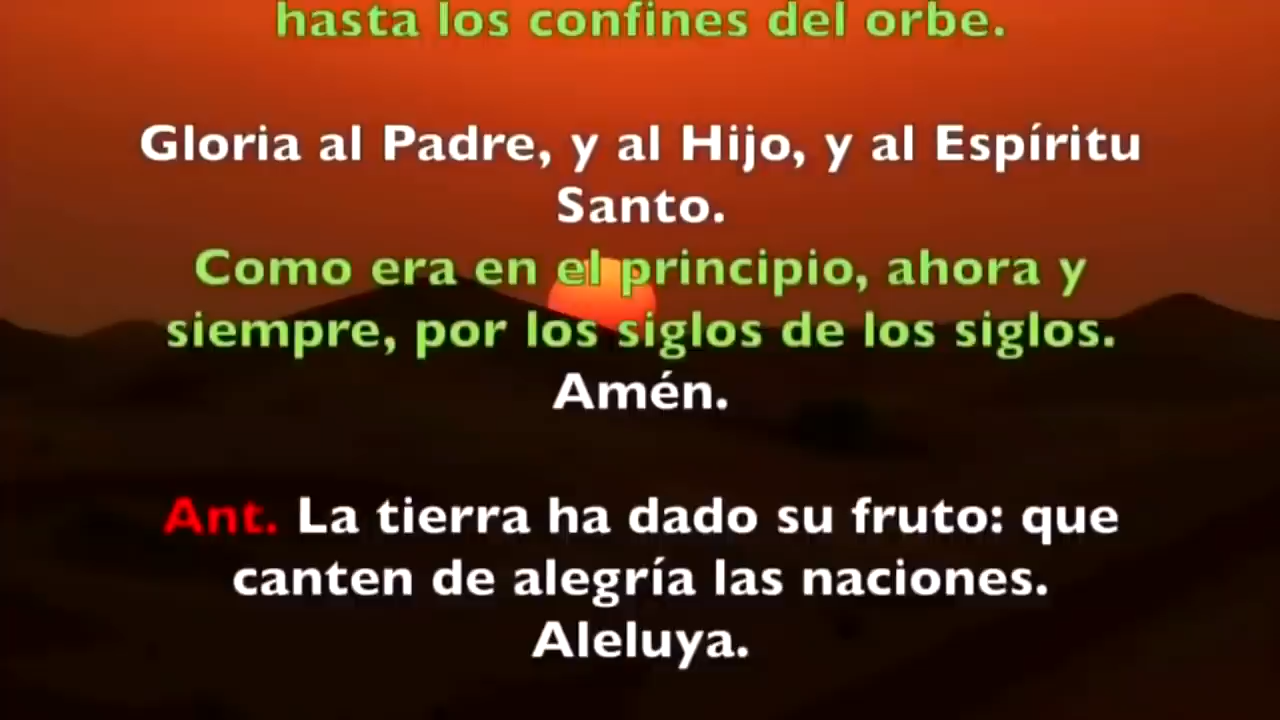 hasta los confines del orbe.
Gloria al Padre, y al Hijo, y al Espíritu
Santo.
Como era en el principio, ahora y
siempre, por los siglos de los siglos.
Amén.
Ant. La tierra ha dado su fruto: que
canten de alegría las naciones.
Aleluya.